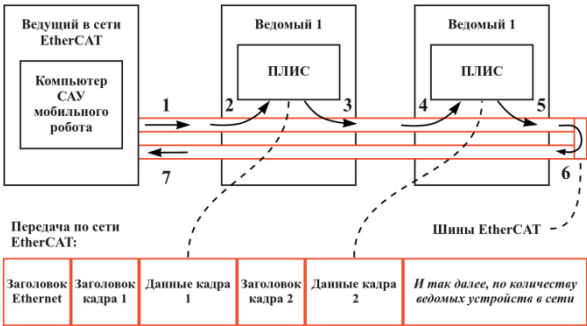 Ведущий в сети
EtherCAT
Компьютер
САУ
мобильного
робота
Ведомый 1
ПЛИС
Ведомый 1
ПЛИС
1
2
3
4
5
6
7
Передача по сети
EtherCAT:
Шины EtherCAT
Заголовок
Ethernet
Заголовок
кадра 1
Данные кадра
1
Заголовок
кадра 2
Данные кадра
2
И так далее, по количеству
ведомых устройств в сети